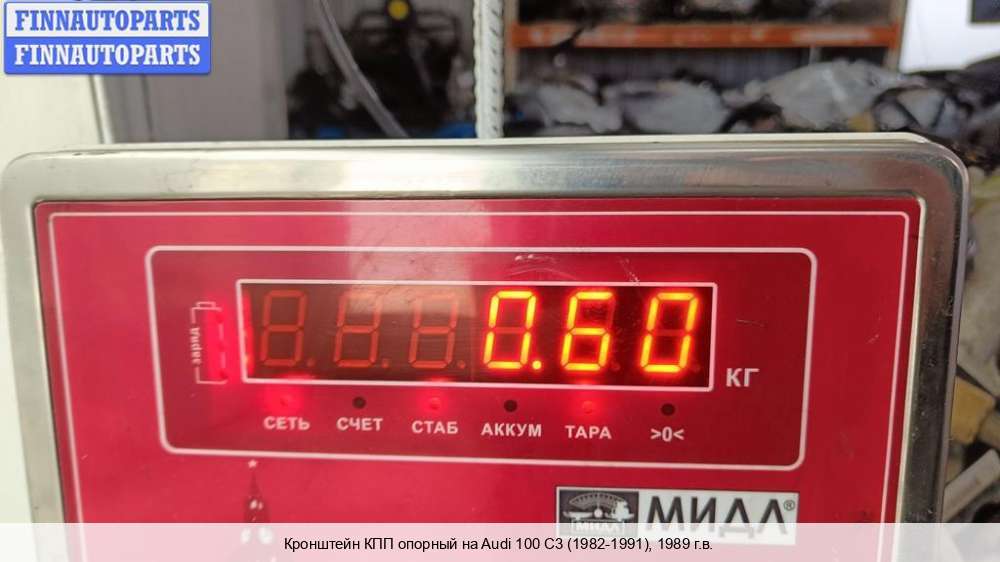 FINNAUTOPARTS
FINNAUTOPARTS
заряд
0.60
КГ
СЕТЬ СЧЕТ СТАБ АККУМ ТАРА >0<
МИДЛ
МИДЛ®
Кронштейн КПП опорный на Audi 100 C3 (1982-1991), 1989 г.в.